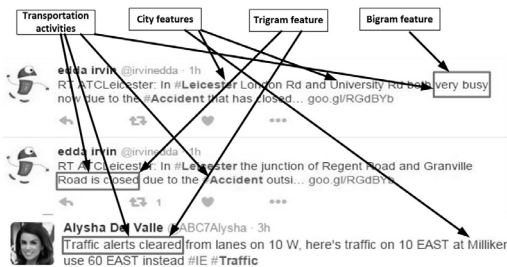 Transportation activities
City features
Trigram feature
Bigram feature
edda irvin @irvinedda · 1h
RT ATCLeicester: In #Leicester London Rd and University Rd both very busy
now due to the #Accident that has closed... goo.gl/RGdBYb
edda irvin @irvinedda · 1h
RT ATCLeicester: In #Leicester the junction of Regent Road and Granville
Road is closed due to the #Accident outsi... goo.gl/RGdBYb
1
Alysha Del Valle @ABC7Alysha · 3h
Traffic alerts cleared from lanes on 10 W, here's traffic on 10 EAST at Milliken
use 60 EAST instead #IE #Traffic